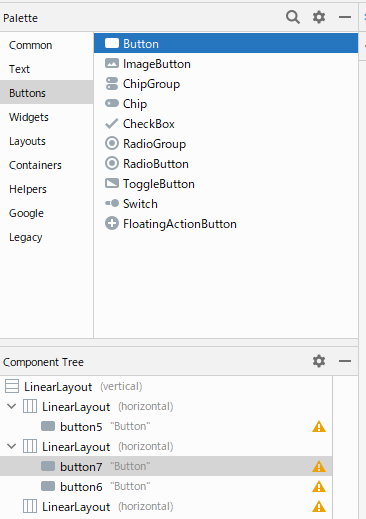 Palette
Common
Text
Buttons
Widgets
Layouts
Containers
Helpers
Google
Legacy
Button
ImageButton
ChipGroup
Chip
CheckBox
RadioGroup
RadioButton
ToggleButton
Switch
FloatingActionButton
Component Tree
LinearLayout (vertical)
LinearLayout (horizontal)
button5 "Button"
LinearLayout (horizontal)
button7 "Button"
button6 "Button"
LinearLayout (horizontal)